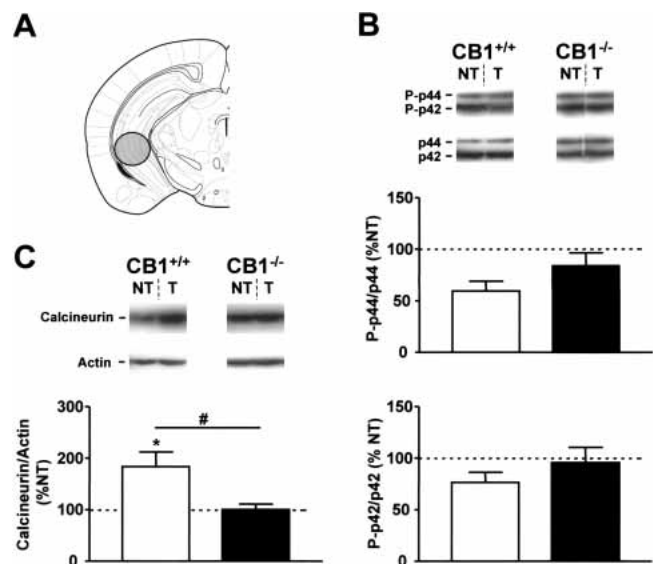 A
B
CB1+/+ CB1-/-
NT T NT T
P-p44
P-p42
p44
p42
150
100
50
0
P-p44/p44 (%NT)
C
CB1+/+ CB1-/-
NT T NT T
Calcineurin
Actin
300
200
100
0
Calcineurin/Actin
(%NT)
*
#
150
100
50
0
P-p42/p42 (% NT)